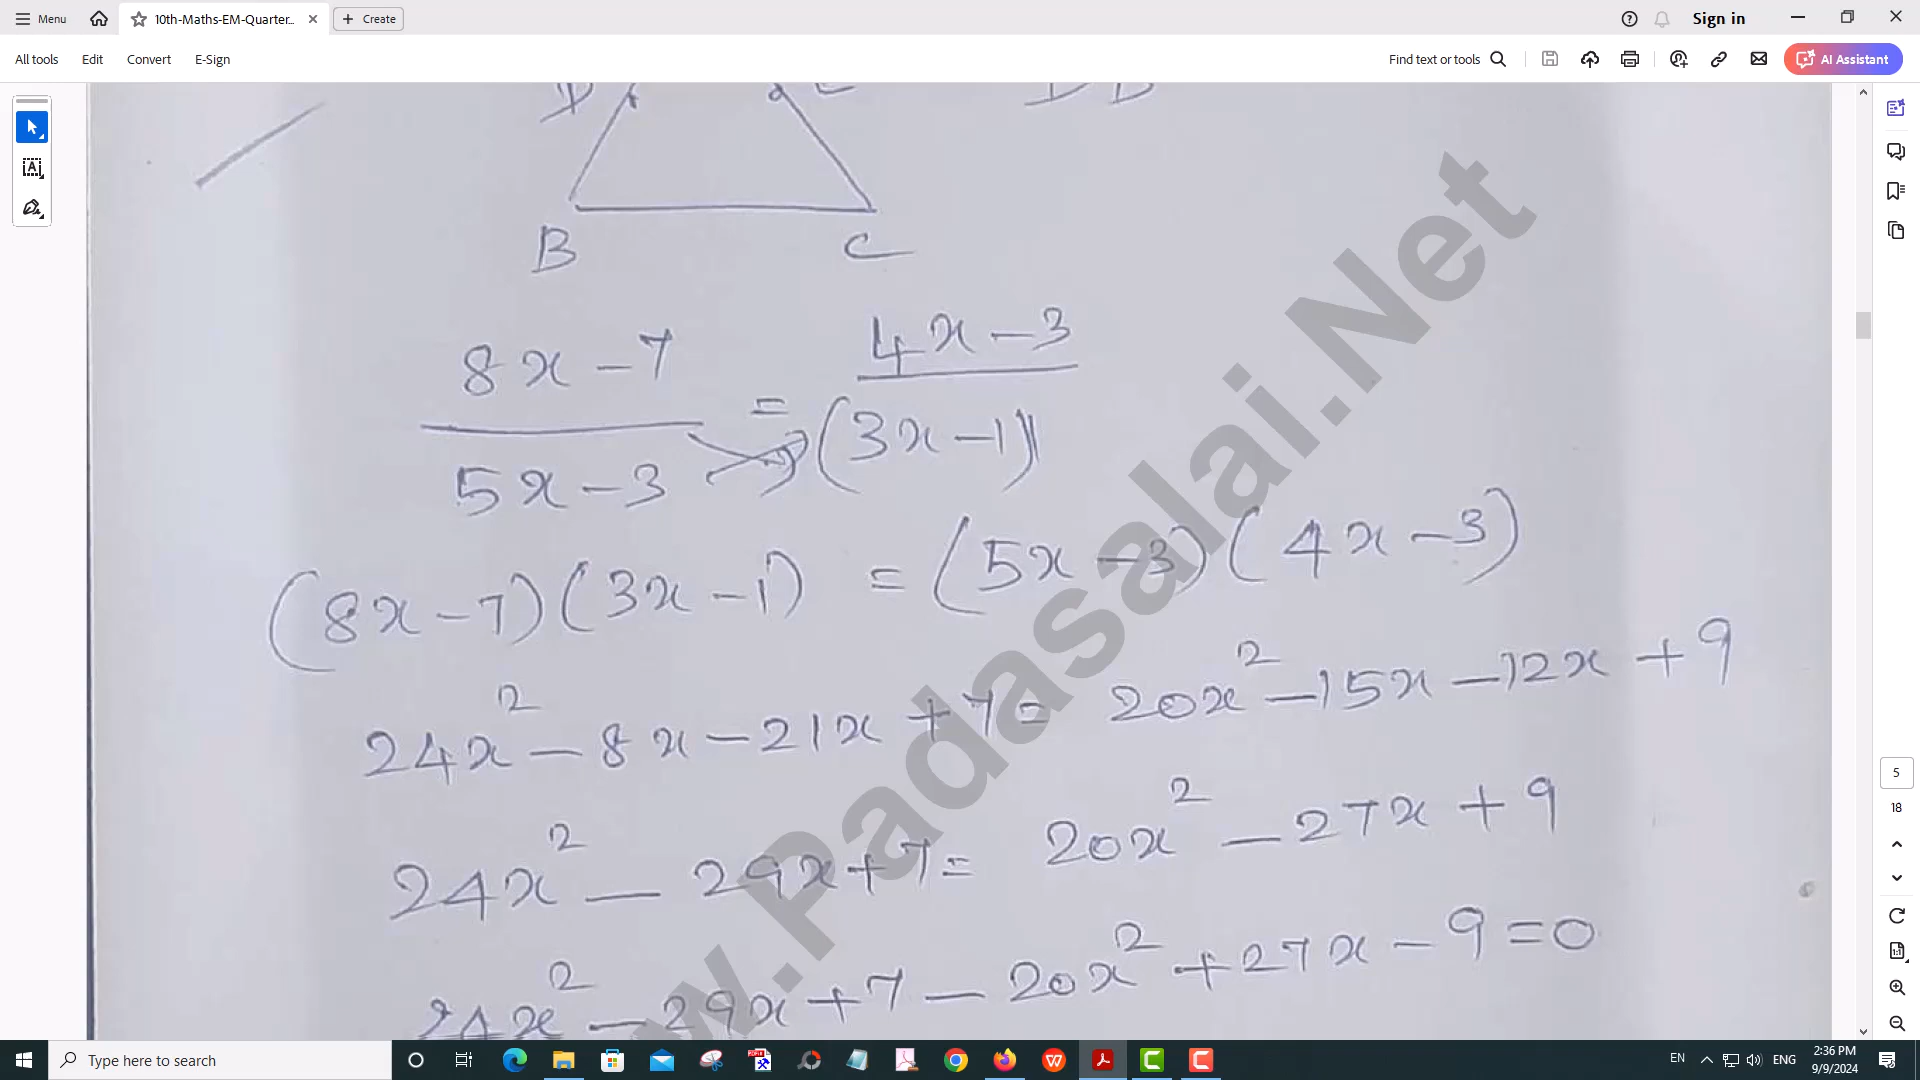 Menu
10th-Maths-EM-Quarter...
Create
Sign in
All tools
Edit
Convert
E-Sign
Find text or tools
AI Assistant
B
C
8x-7 / 5x-3 = 4x-3 / (3x-1)
(8x-7)(3x-1) = (5x-3)(4x-3)
24x² - 8x - 21x + 7 = 20x² - 15x - 12x + 9
24x² - 29x + 7 = 20x² - 27x + 9
24x² - 29x + 7 - 20x² + 27x - 9 = 0
w.Padasalai.Net
5
18
Type here to search
EN
ENG
2:36 PM
9/9/2024